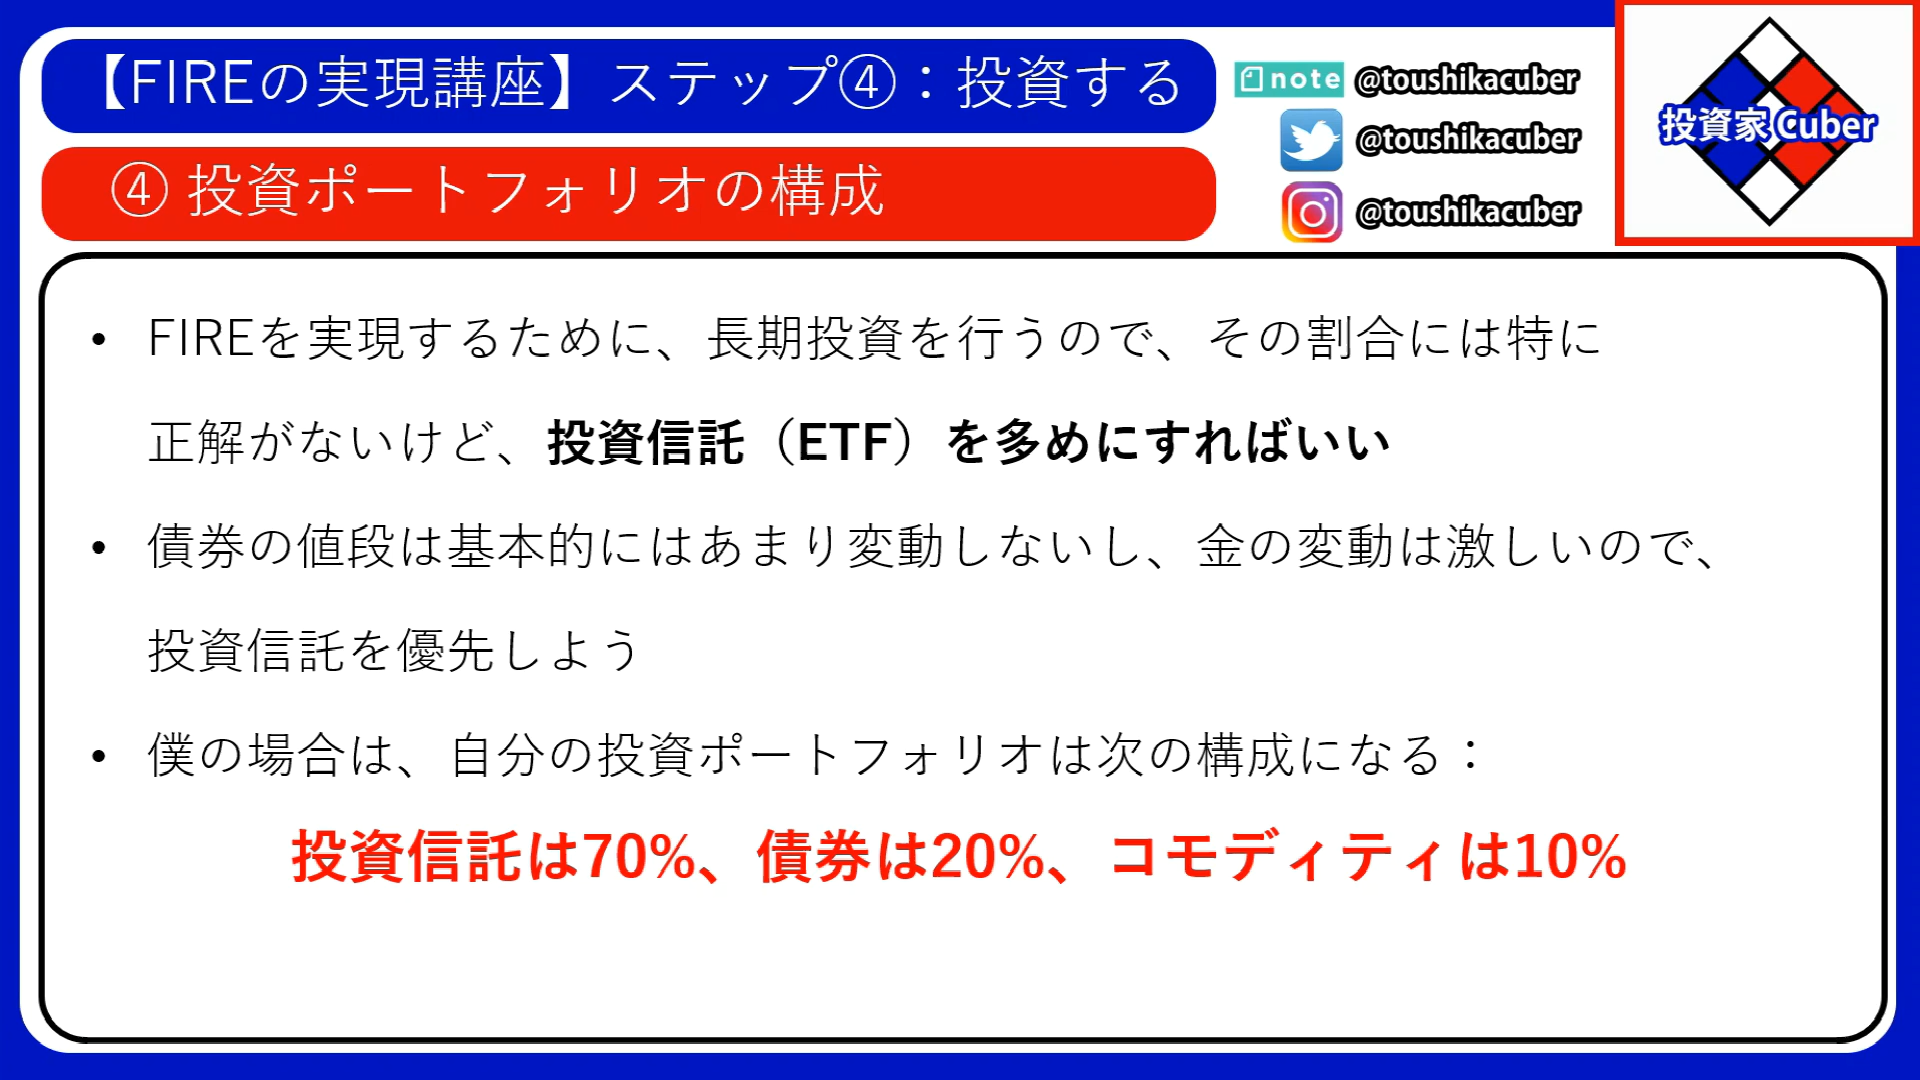 【FIREの実現講座】ステップ④：投資する
④ 投資ポートフォリオの構成
note @toushikacuber
@toushikacuber
@toushikacuber
投資家Cuber
• FIREを実現するために、長期投資を行うので、その割合には特に
正解がないけど、投資信託（ETF）を多めにすればいい
• 債券の値段は基本的にはあまり変動しないし、金の変動は激しいので、
投資信託を優先しよう
• 僕の場合は、自分の投資ポートフォリオは次の構成になる：
投資信託は70%、債券は20%、コモディティは10%